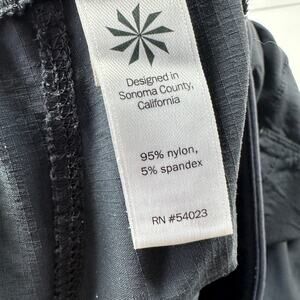 Designed in
Sonoma County,
California
95% nylon,
5% spandex
RN #54023